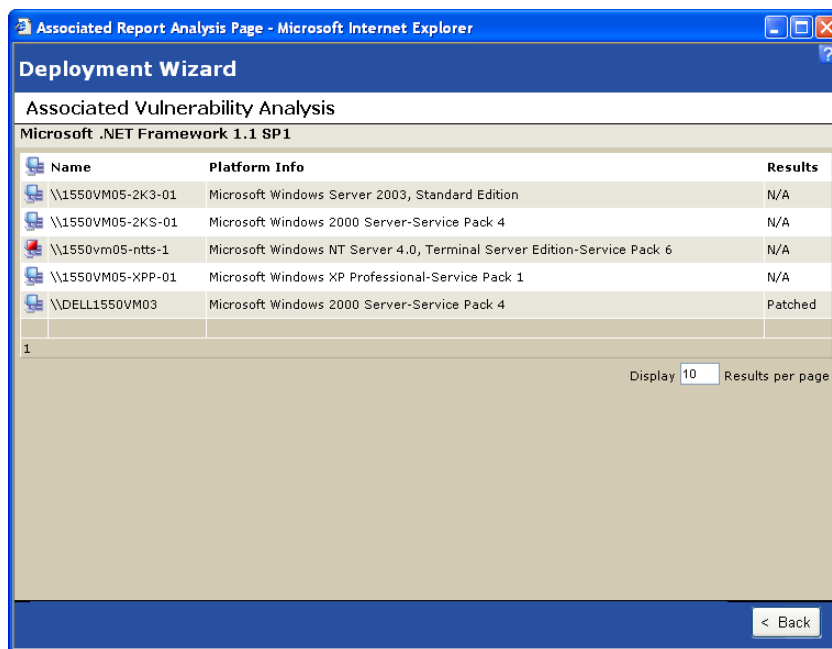 Associated Report Analysis Page - Microsoft Internet Explorer
?
Deployment Wizard
Associated Vulnerability Analysis
Microsoft .NET Framework 1.1 SP1
Name Platform Info Results
\\1550VM05-2K3-01 Microsoft Windows Server 2003, Standard Edition N/A
\\1550VM05-2KS-01 Microsoft Windows 2000 Server-Service Pack 4 N/A
\\1550vm05-ntts-1 Microsoft Windows NT Server 4.0, Terminal Server Edition-Service Pack 6 N/A
\\1550VM05-XPP-01 Microsoft Windows XP Professional-Service Pack 1 N/A
\\DELL1550VM03 Microsoft Windows 2000 Server-Service Pack 4 Patched
1
Display 10 Results per page
< Back